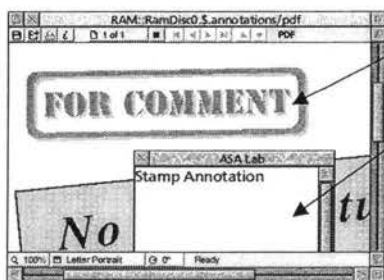 RAM::RamDisc0.$.annotations/pdf
1 of 1 PDF
FOR COMMENT
ASA Lab
Stamp Annotation
No
tu
100% Letter Portrait 0° Ready